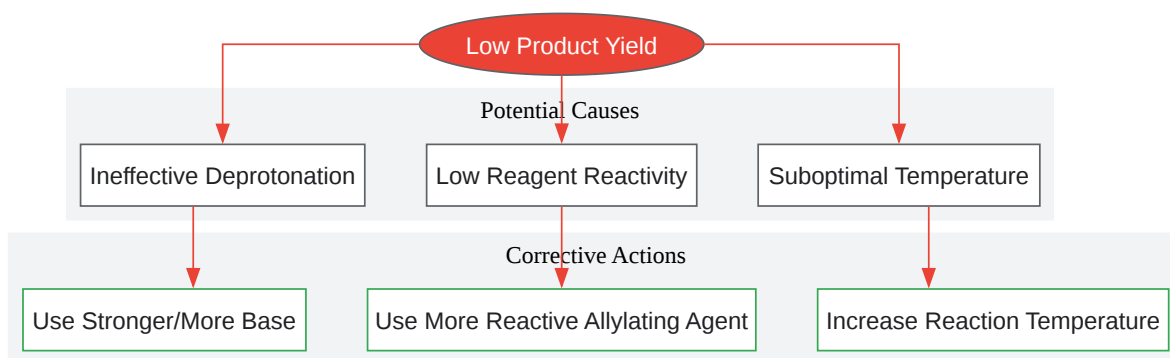 Low Product Yield
Potential Causes
Ineffective Deprotonation
Low Reagent Reactivity
Suboptimal Temperature
Corrective Actions
Use Stronger/More Base
Use More Reactive Allylating Agent
Increase Reaction Temperature